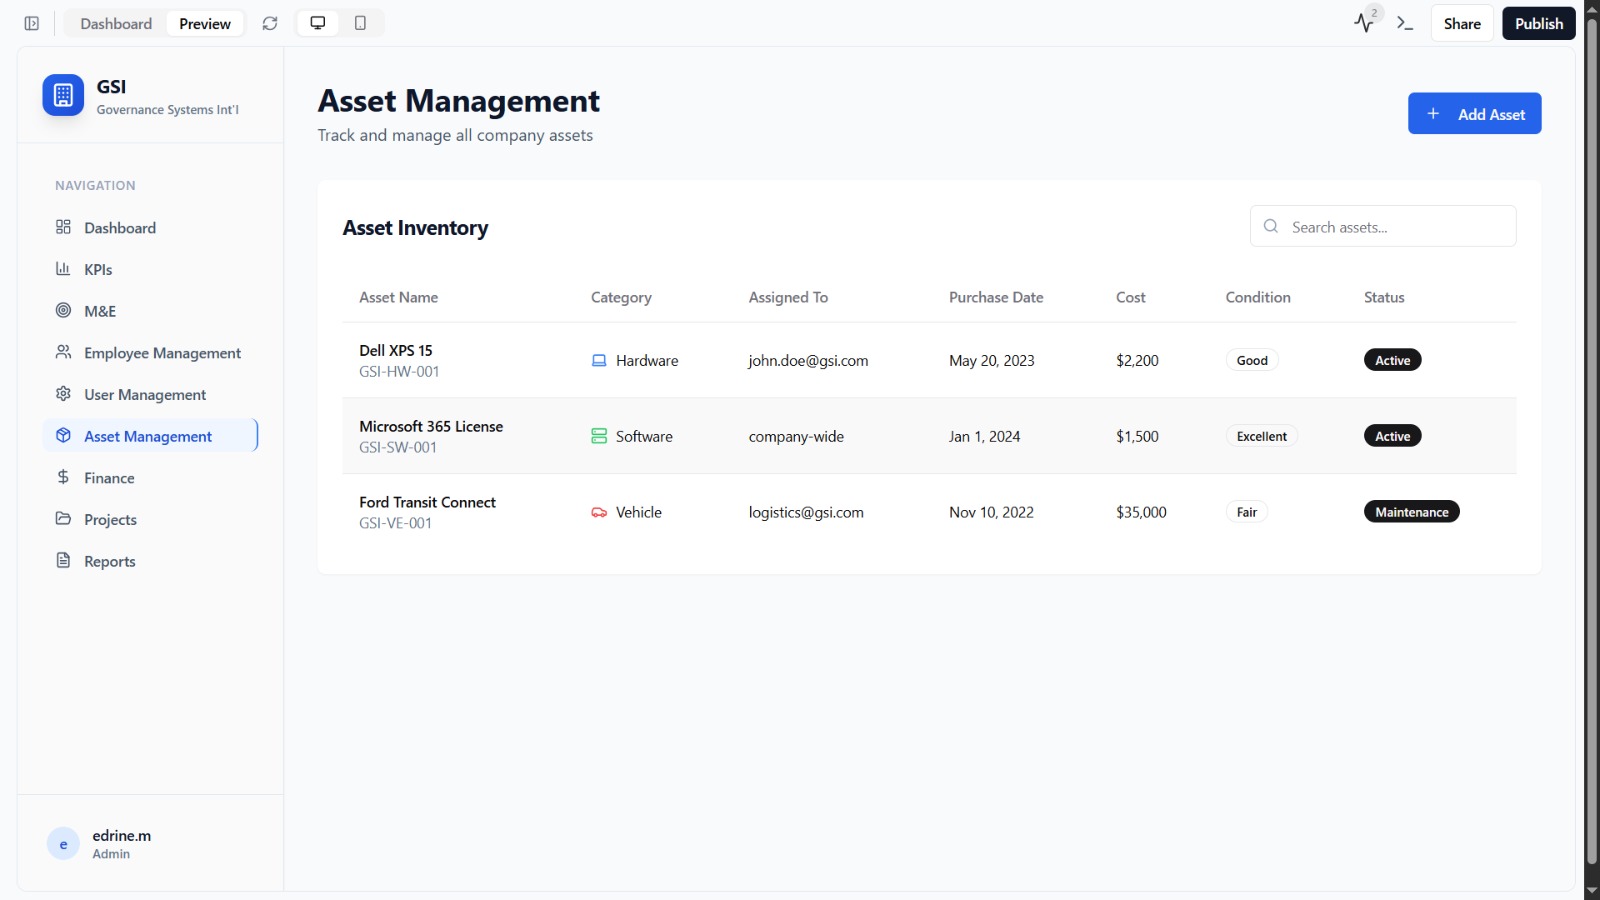 Dashboard Preview 2 Share Publish
GSI
Governance Systems Int'l
NAVIGATION
Dashboard
KPIs
M&E
Employee Management
User Management
Asset Management
Finance
Projects
Reports
e
edrine.m
Admin
Asset Management
Track and manage all company assets
Add Asset
Asset Inventory
Search assets...
Asset Name Category Assigned To Purchase Date Cost Condition Status
Dell XPS 15
GSI-HW-001
Hardware john.doe@gsi.com May 20, 2023 $2,200 Good Active
Microsoft 365 License
GSI-SW-001
Software company-wide Jan 1, 2024 $1,500 Excellent Active
Ford Transit Connect
GSI-VE-001
Vehicle logistics@gsi.com Nov 10, 2022 $35,000 Fair Maintenance